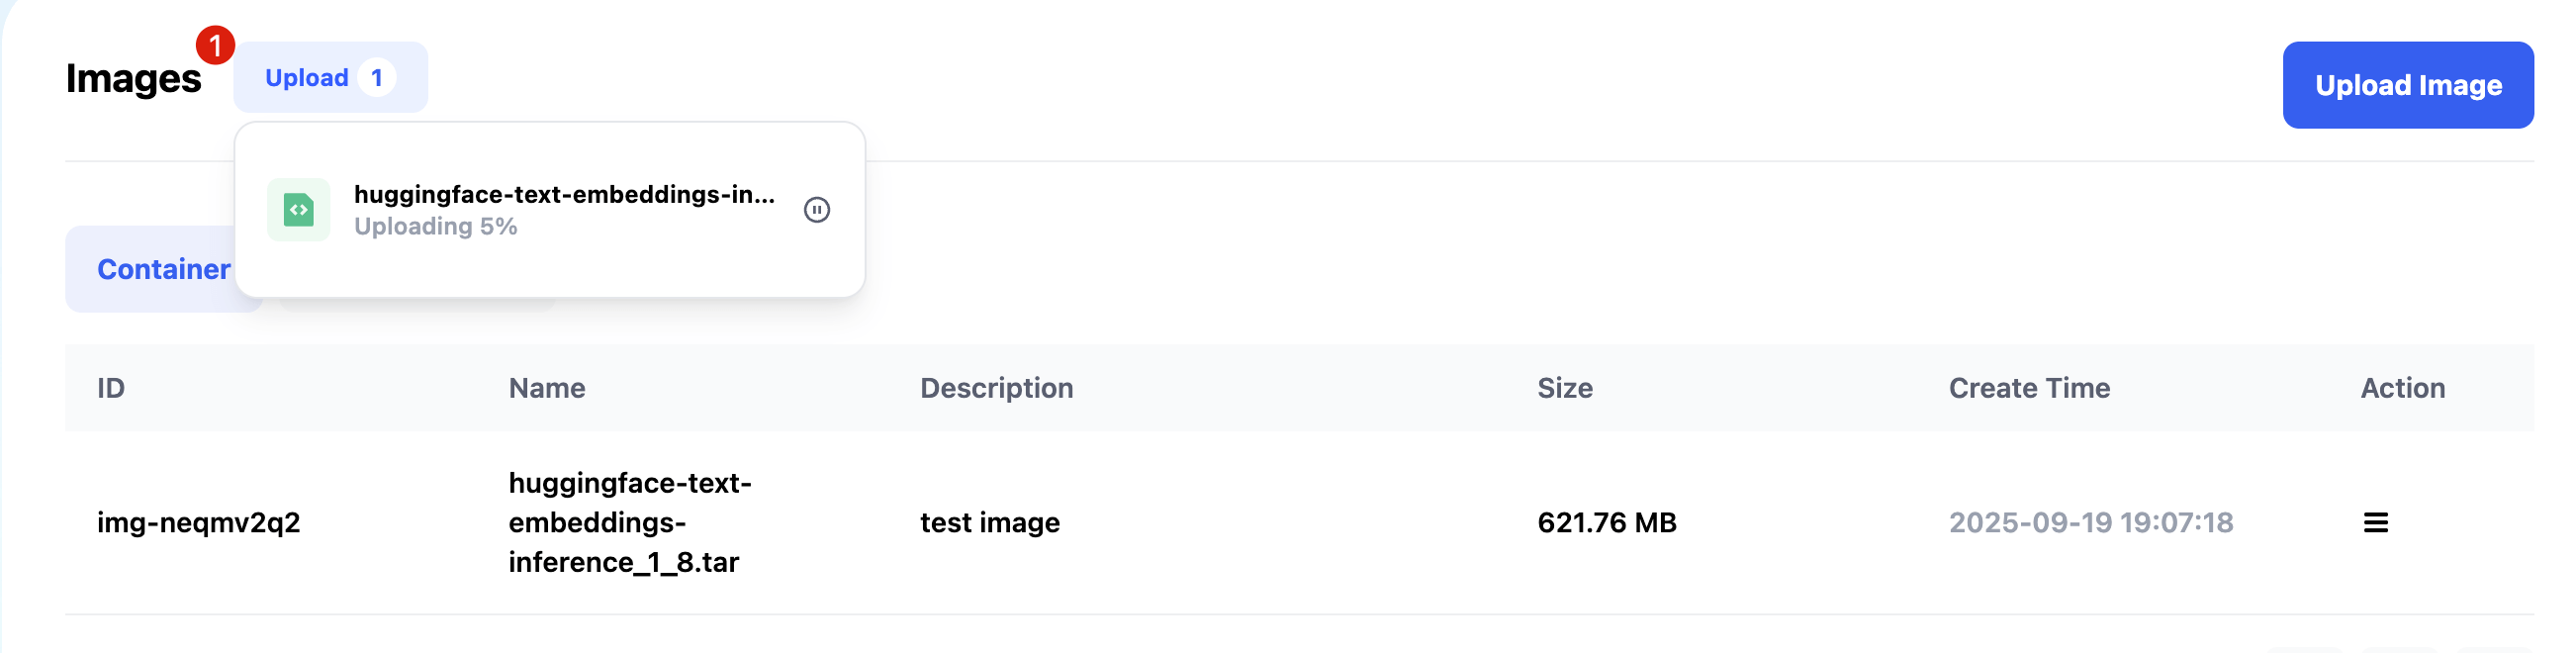 Images
1
Upload 1
Upload Image
huggingface-text-embeddings-in...
Uploading 5%
Container
ID Name Description Size Create Time Action
img-neqmv2q2 huggingface-text-embeddings-inference_1_8.tar test image 621.76 MB 2025-09-19 19:07:18